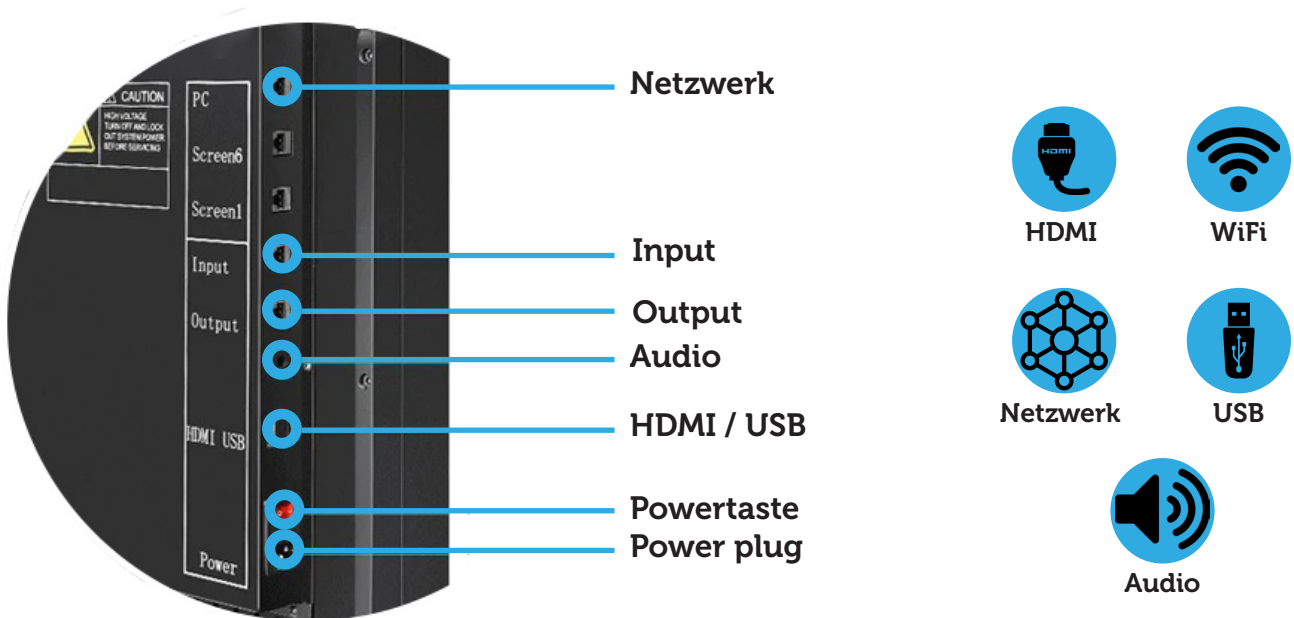 CAUTION
HIGH VOLTAGE
TURN OFF AND LOCK
OUT SYSTEM POWER
BEFORE SERVICING
PC
Screen6
Screen1
Input
Output
HDMI USB
Power
Netzwerk
Input
Output
Audio
HDMI / USB
Powertaste
Power plug
HDMI
HDMI
WiFi
Netzwerk
USB
Audio